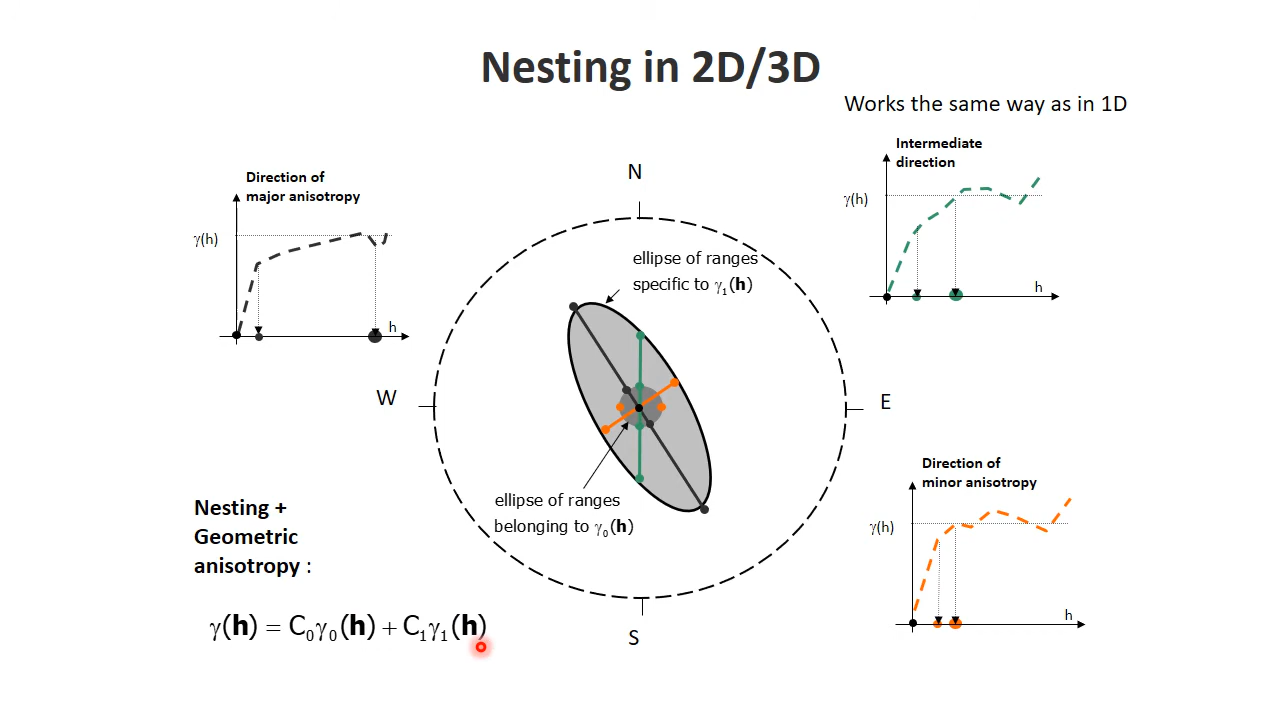 Nesting in 2D/3D
Works the same way as in 1D
Direction of
major anisotropy
γ(h)
h
Intermediate
direction
γ(h)
h
N
W
E
S
ellipse of ranges
specific to γ₁(h)
ellipse of ranges
belonging to γ₀(h)
Direction of
minor anisotropy
γ(h)
h
Nesting +
Geometric
anisotropy :
γ(h) = C₀γ₀(h) + C₁γ₁(h)